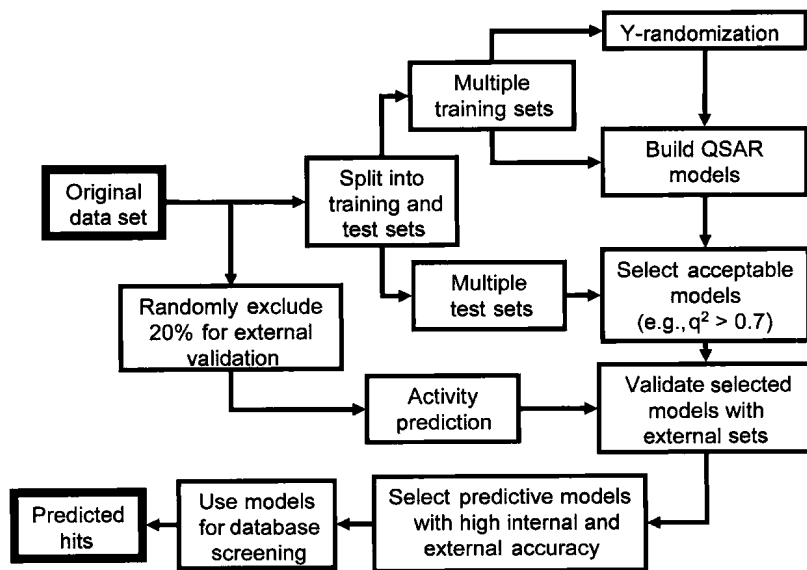 Y-randomization
Multiple
training sets
Build QSAR
models
Original
data set
Split into
training and
test sets
Multiple
test sets
Select acceptable
models
(e.g., q² > 0.7)
Randomly exclude
20% for external
validation
Activity
prediction
Validate selected
models with
external sets
Predicted
hits
Use models
for database
screening
Select predictive models
with high internal and
external accuracy